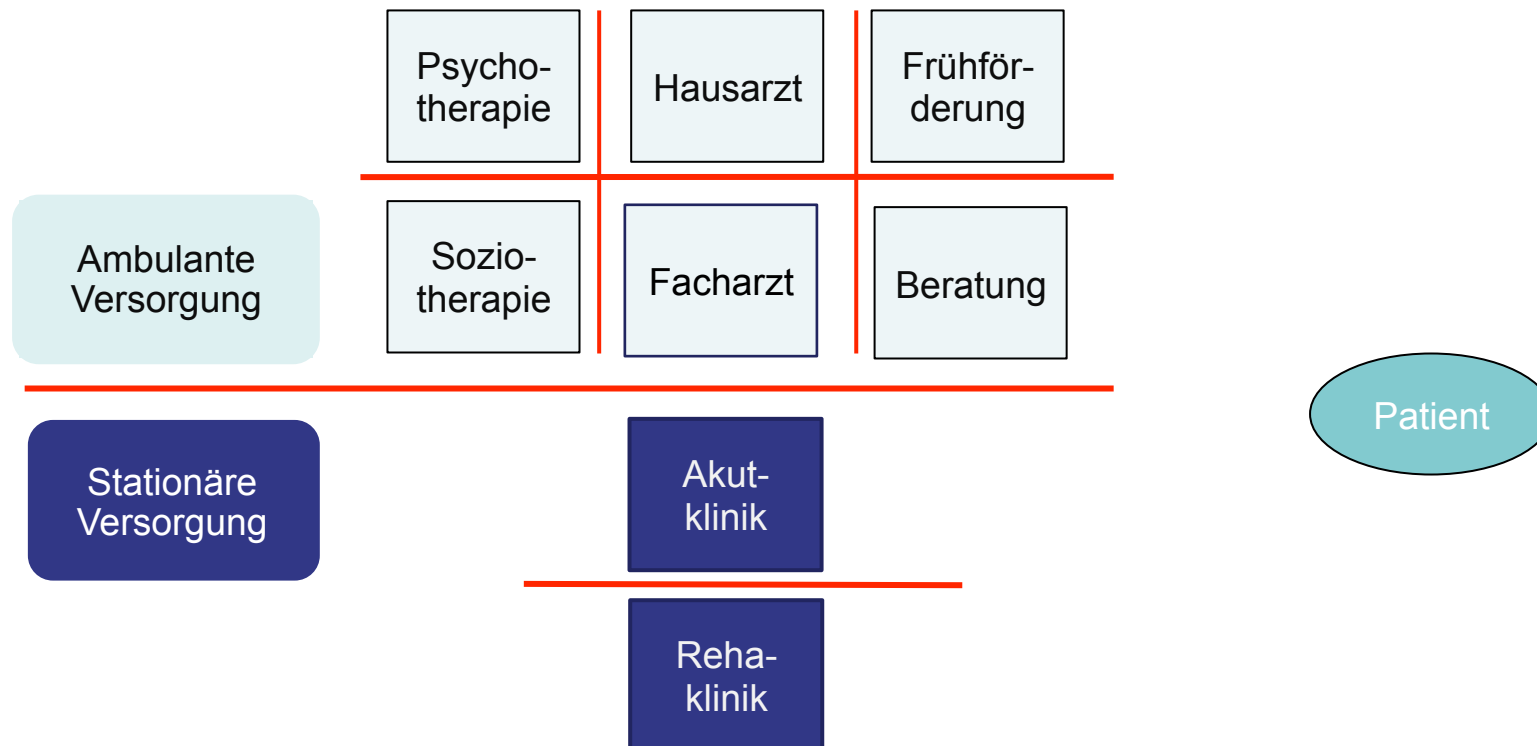 Psycho-
therapie
Hausarzt
Frühför-
derung
Ambulante
Versorgung
Sozio-
therapie
Facharzt
Beratung
Patient
Stationäre
Versorgung
Akut-
klinik
Reha-
klinik